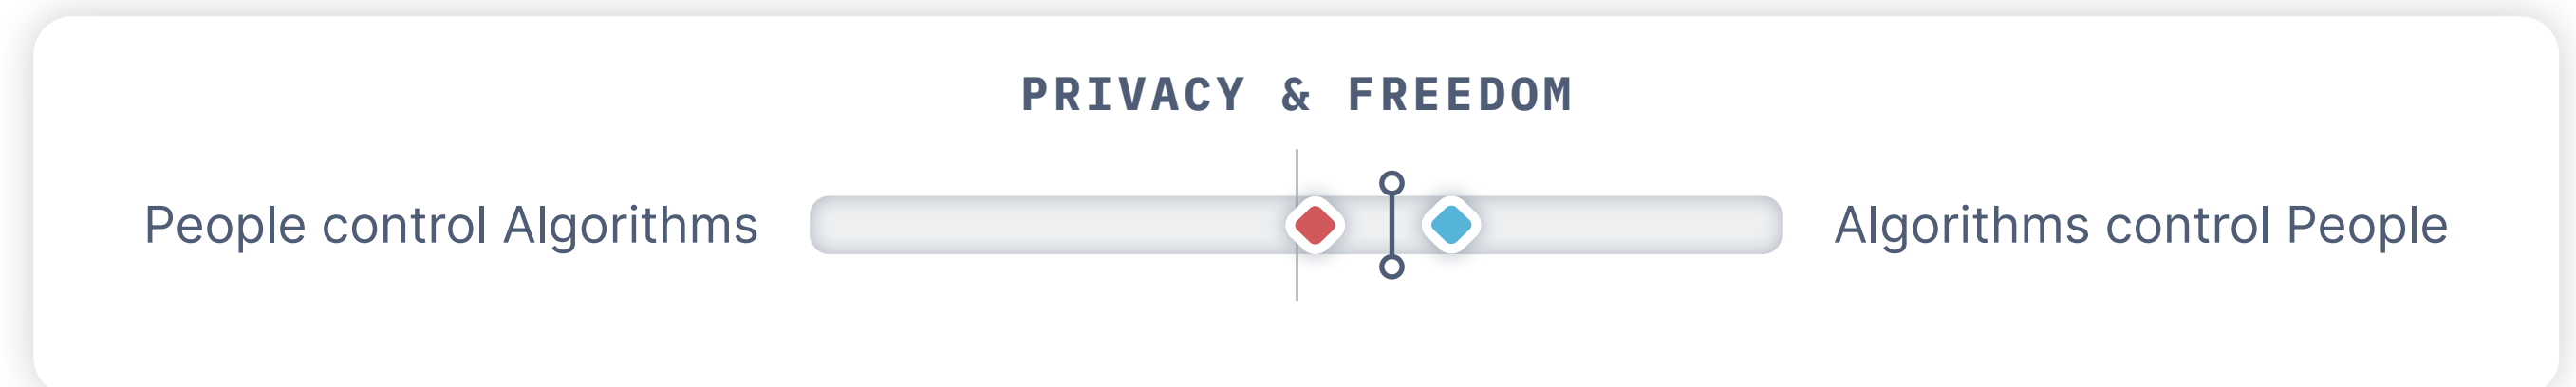 PRIVACY & FREEDOM
People control Algorithms
Algorithms control People